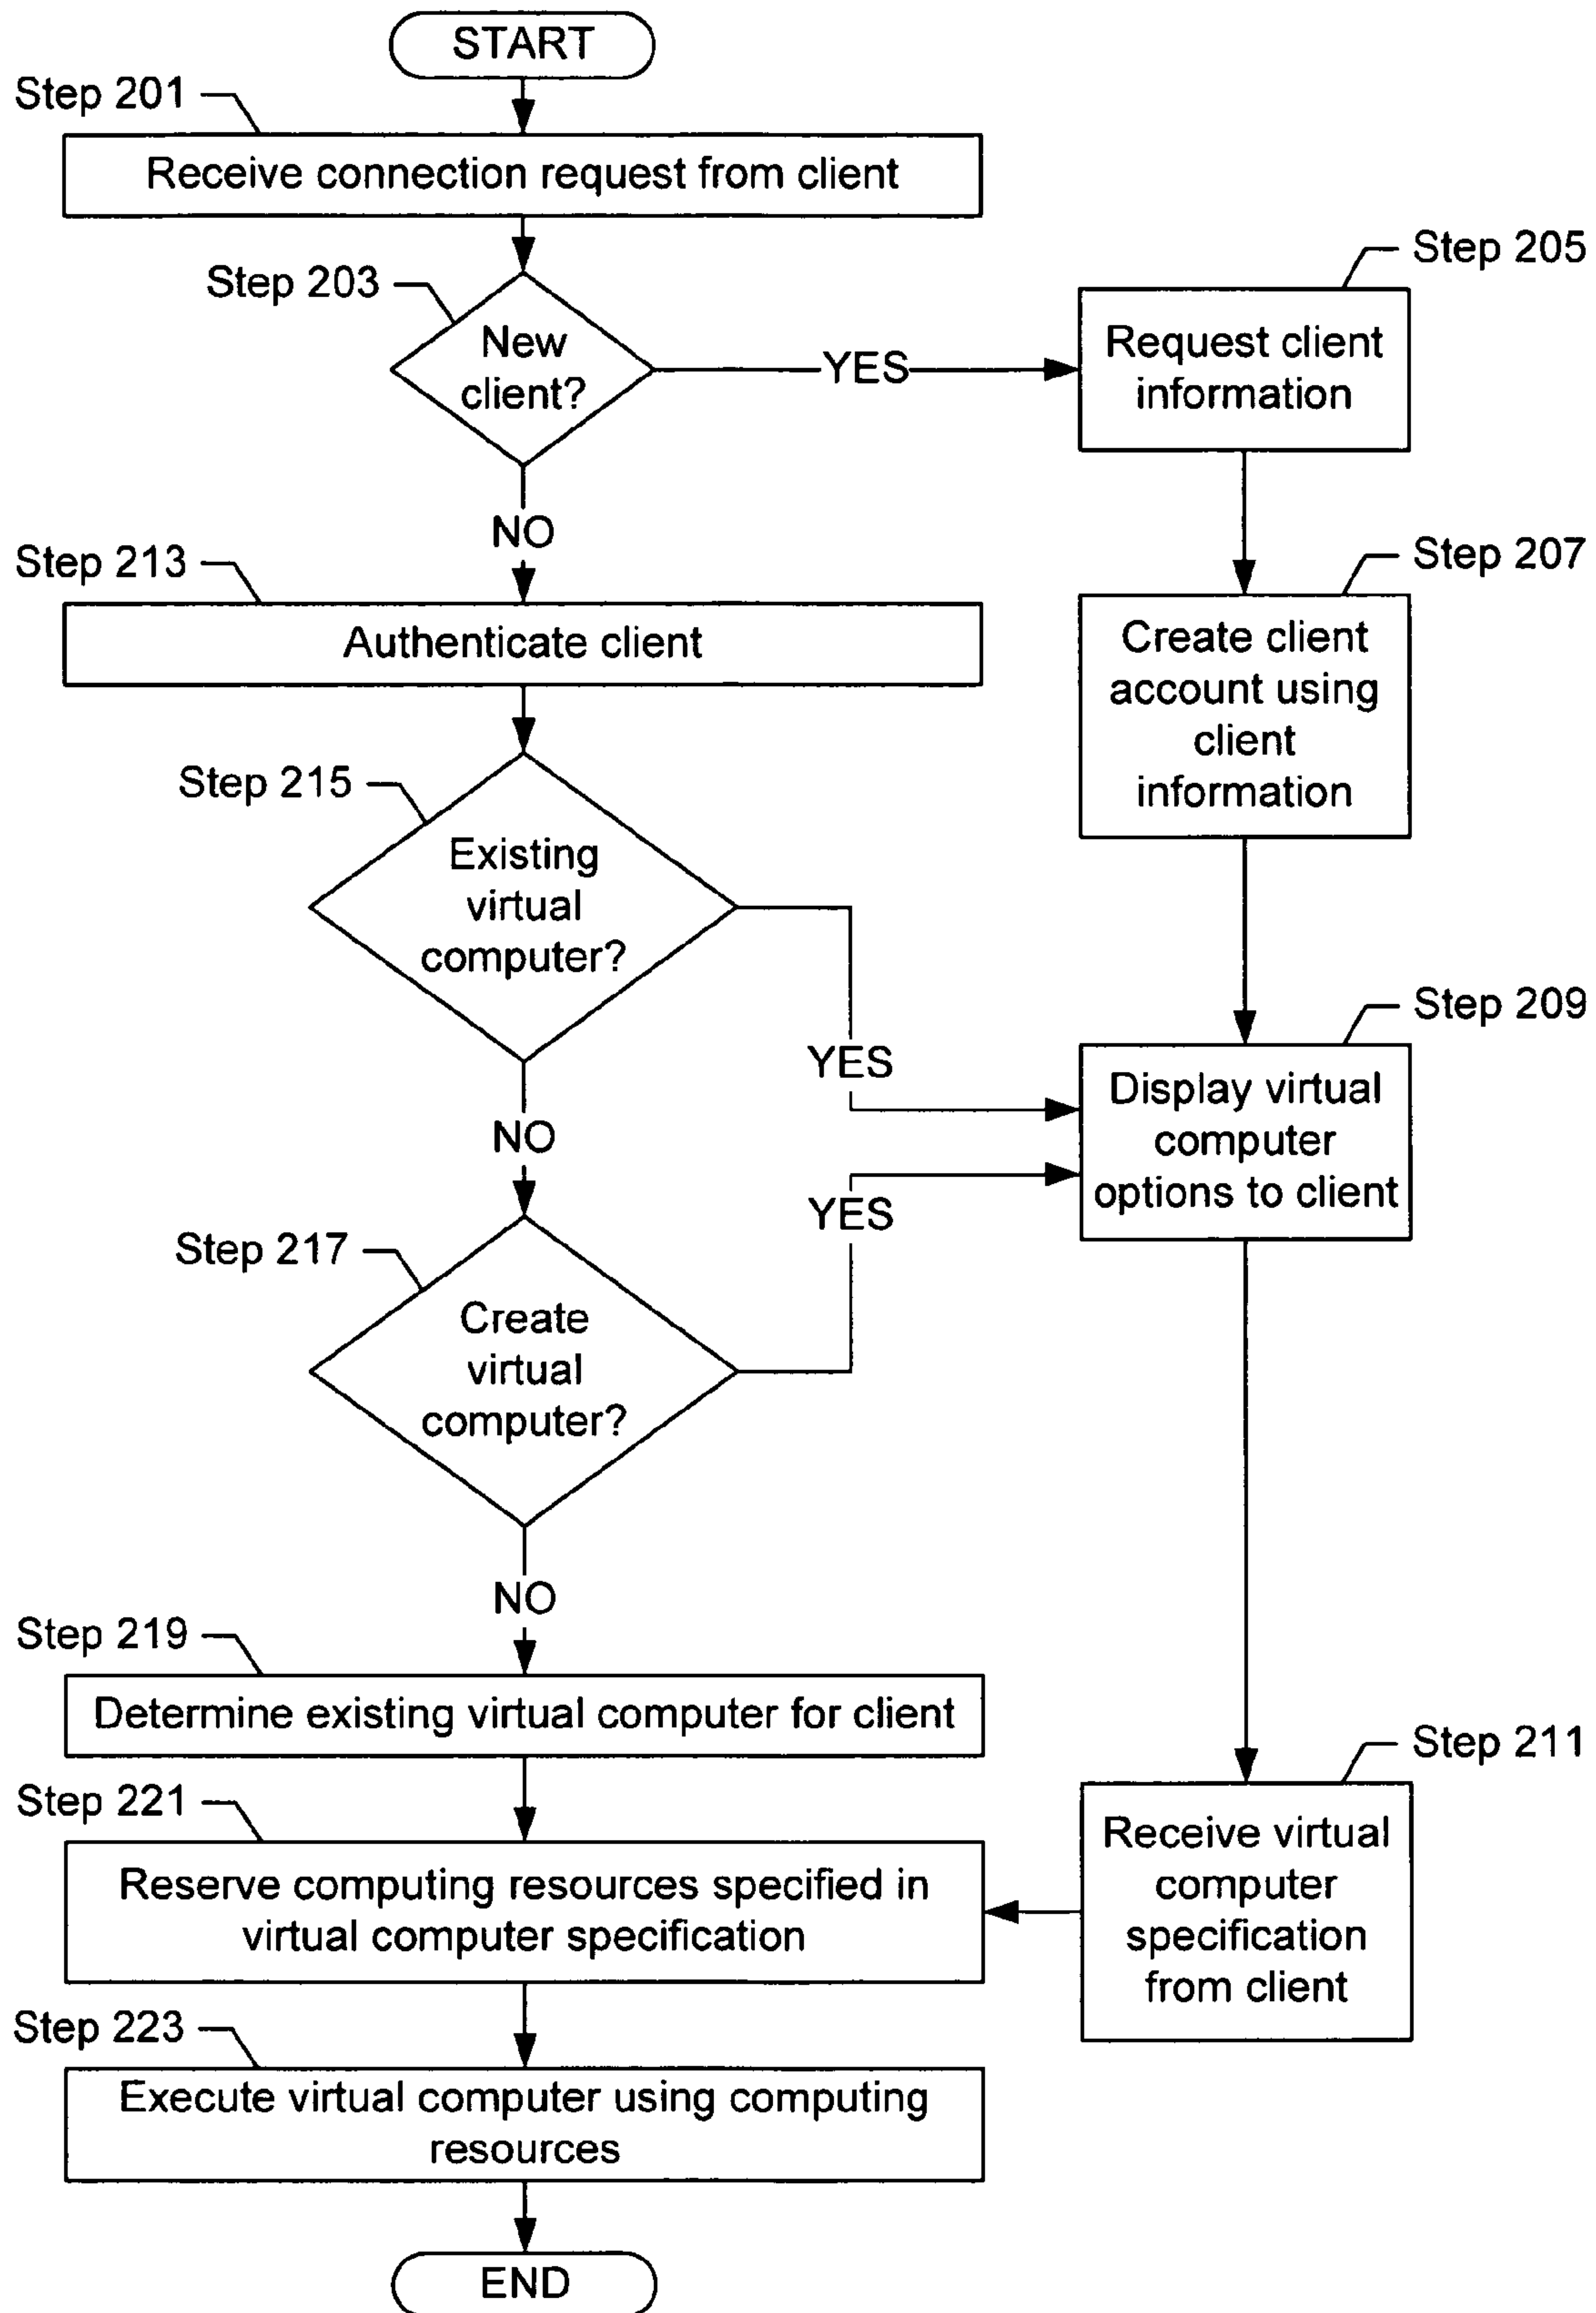 START
Step 201
Receive connection request from client
Step 203
New
client?
YES
Step 205
Request client
information
NO
Step 213
Authenticate client
Step 207
Create client
account using
client
information
Step 215
Existing
virtual
computer?
YES
NO
Step 209
Display virtual
computer
options to client
Step 217
Create
virtual
computer?
YES
NO
Step 219
Determine existing virtual computer for client
Step 211
Receive virtual
computer
specification
from client
Step 221
Reserve computing resources specified in
virtual computer specification
Step 223
Execute virtual computer using computing
resources
END